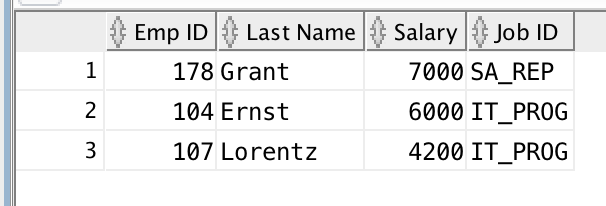 Emp ID Last Name Salary Job ID
1 178 Grant 7000 SA_REP
2 104 Ernst 6000 IT_PROG
3 107 Lorentz 4200 IT_PROG